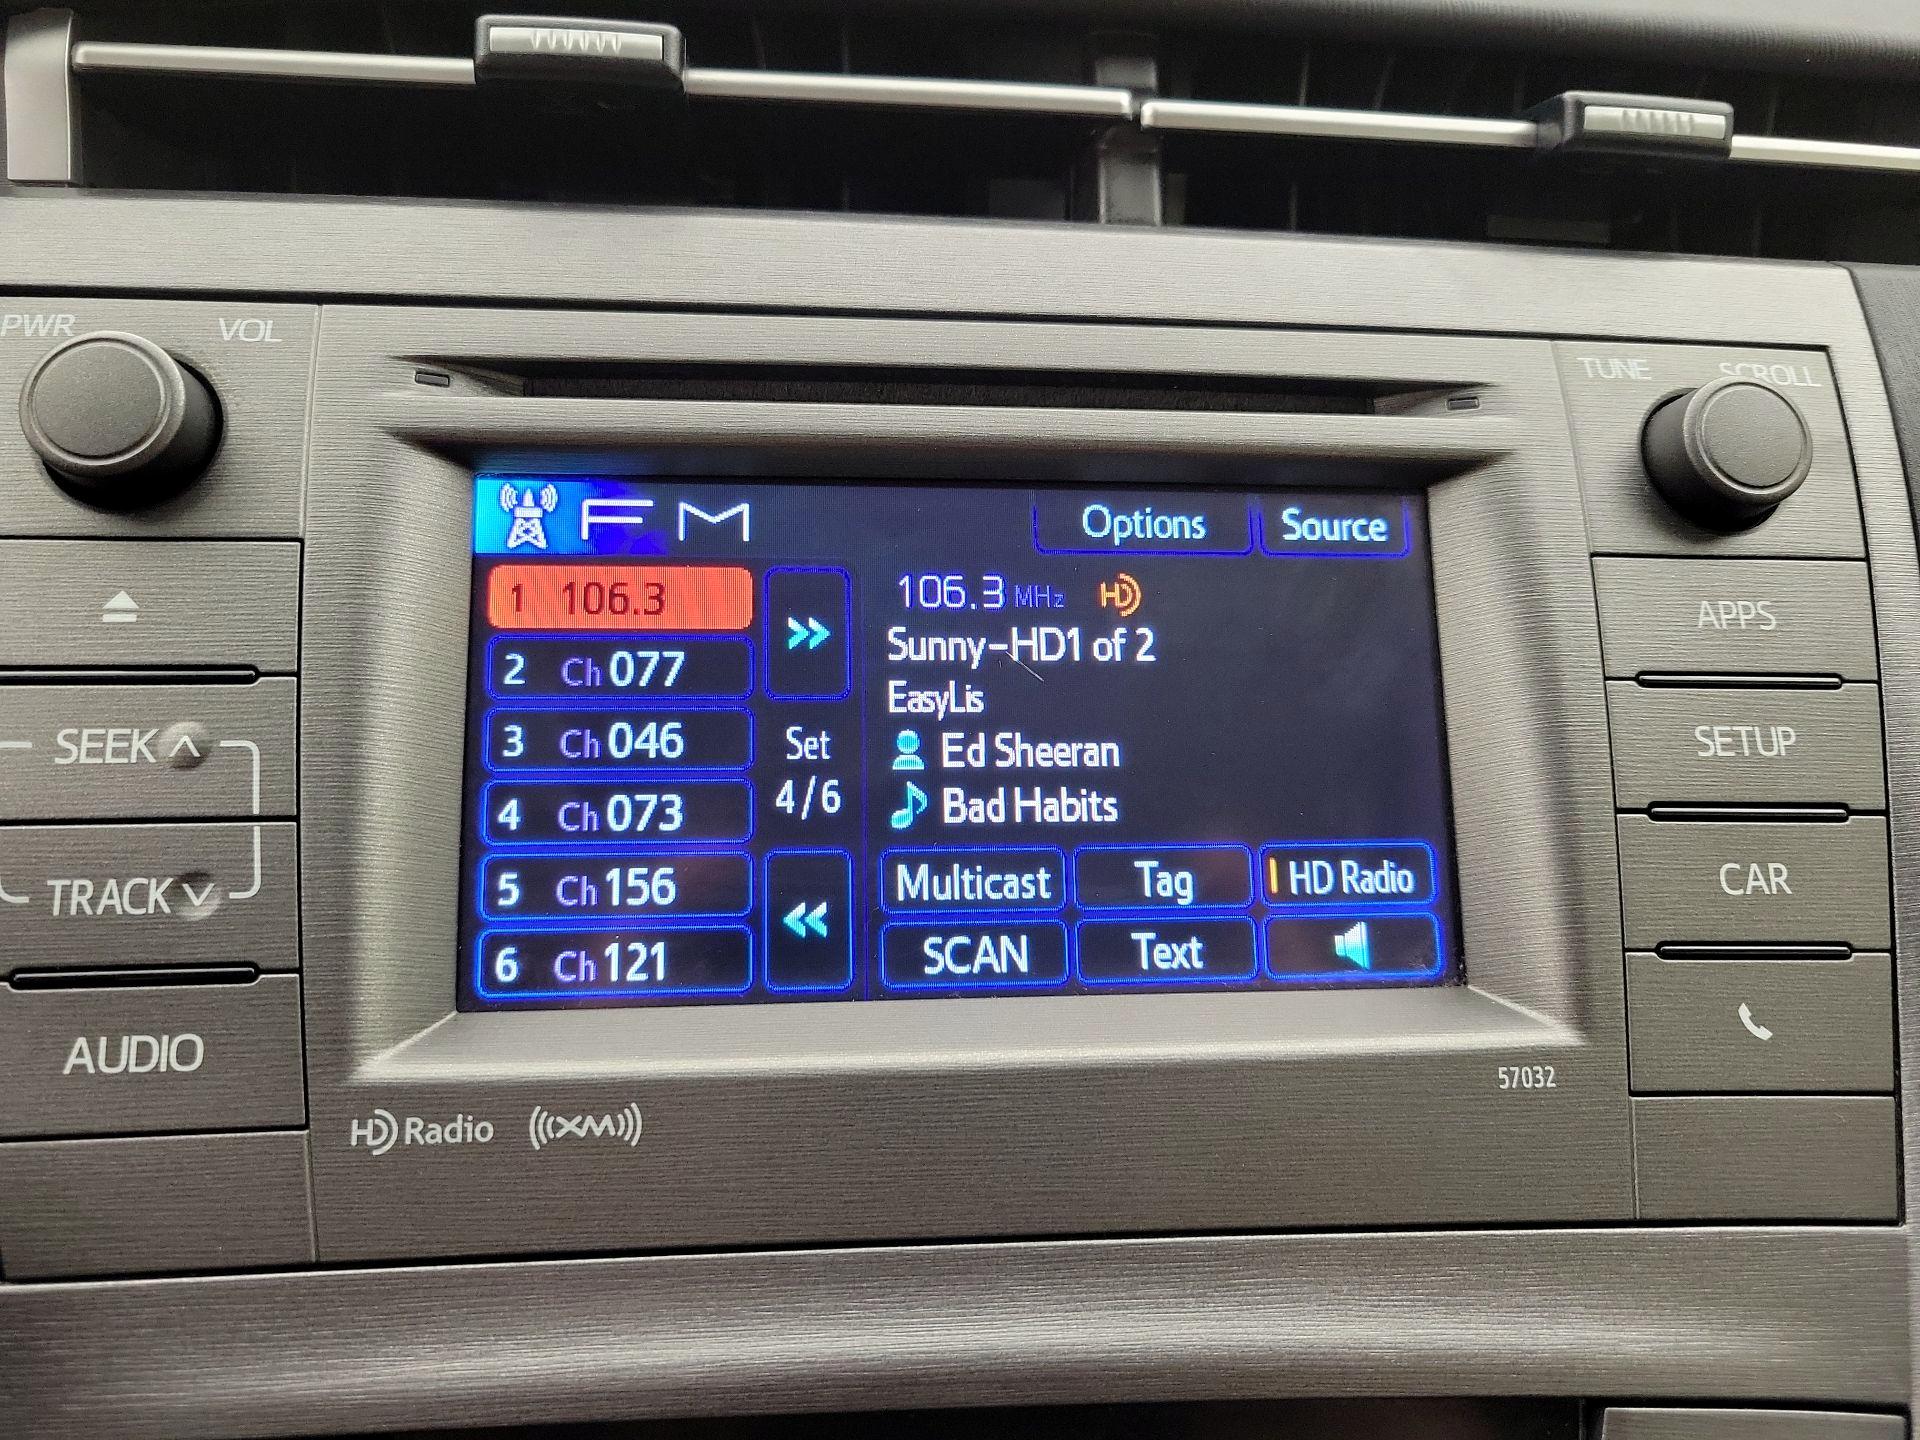 PWR VOL
TUNE SCROLL
FM Options Source
1 106.3
2 Ch 077
3 Ch 046
4 Ch 073
5 Ch 156
6 Ch 121
Set
4/6
106.3 MHz HD
Sunny-HD1 of 2
EasyLis
Ed Sheeran
Bad Habits
Multicast Tag HD Radio
SCAN Text
SEEK
TRACK
AUDIO
APPS
SETUP
CAR
57032
HD Radio XM